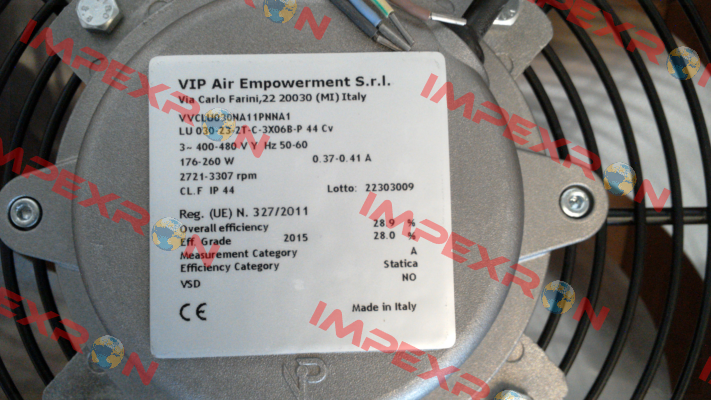 VIP Air Empowerment S.r.l.
Via Carlo Farini,22 20030 (MI) Italy
VVCLU030NA11PNNA1
LU 030-23-2T-C-3X06B-P 44 Cv
3~ 400-480 V Y Hz 50-60
176-260 W 0.37-0.41 A
2721-3307 rpm
CL.F IP 44 Lotto: 22303009
Reg. (UE) N. 327/2011
Overall efficiency 28.9 %
Eff. Grade 2015 28.0 %
Measurement Category A
Efficiency Category Statica
VSD NO
CE Made in Italy
IMPEXRON
IMPEXRON
IMPEXRON
IMPEXRON
IMPEXRON